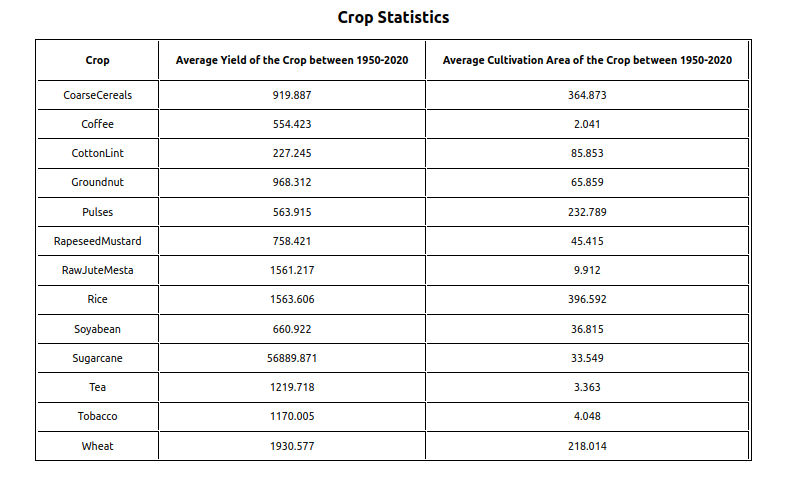 Crop Statistics
Crop Average Yield of the Crop between 1950-2020 Average Cultivation Area of the Crop between 1950-2020
CoarseCereals 919.887 364.873
Coffee 554.423 2.041
CottonLint 227.245 85.853
Groundnut 968.312 65.859
Pulses 563.915 232.789
RapeseedMustard 758.421 45.415
RawJuteMesta 1561.217 9.912
Rice 1563.606 396.592
Soyabean 660.922 36.815
Sugarcane 56889.871 33.549
Tea 1219.718 3.363
Tobacco 1170.005 4.048
Wheat 1930.577 218.014